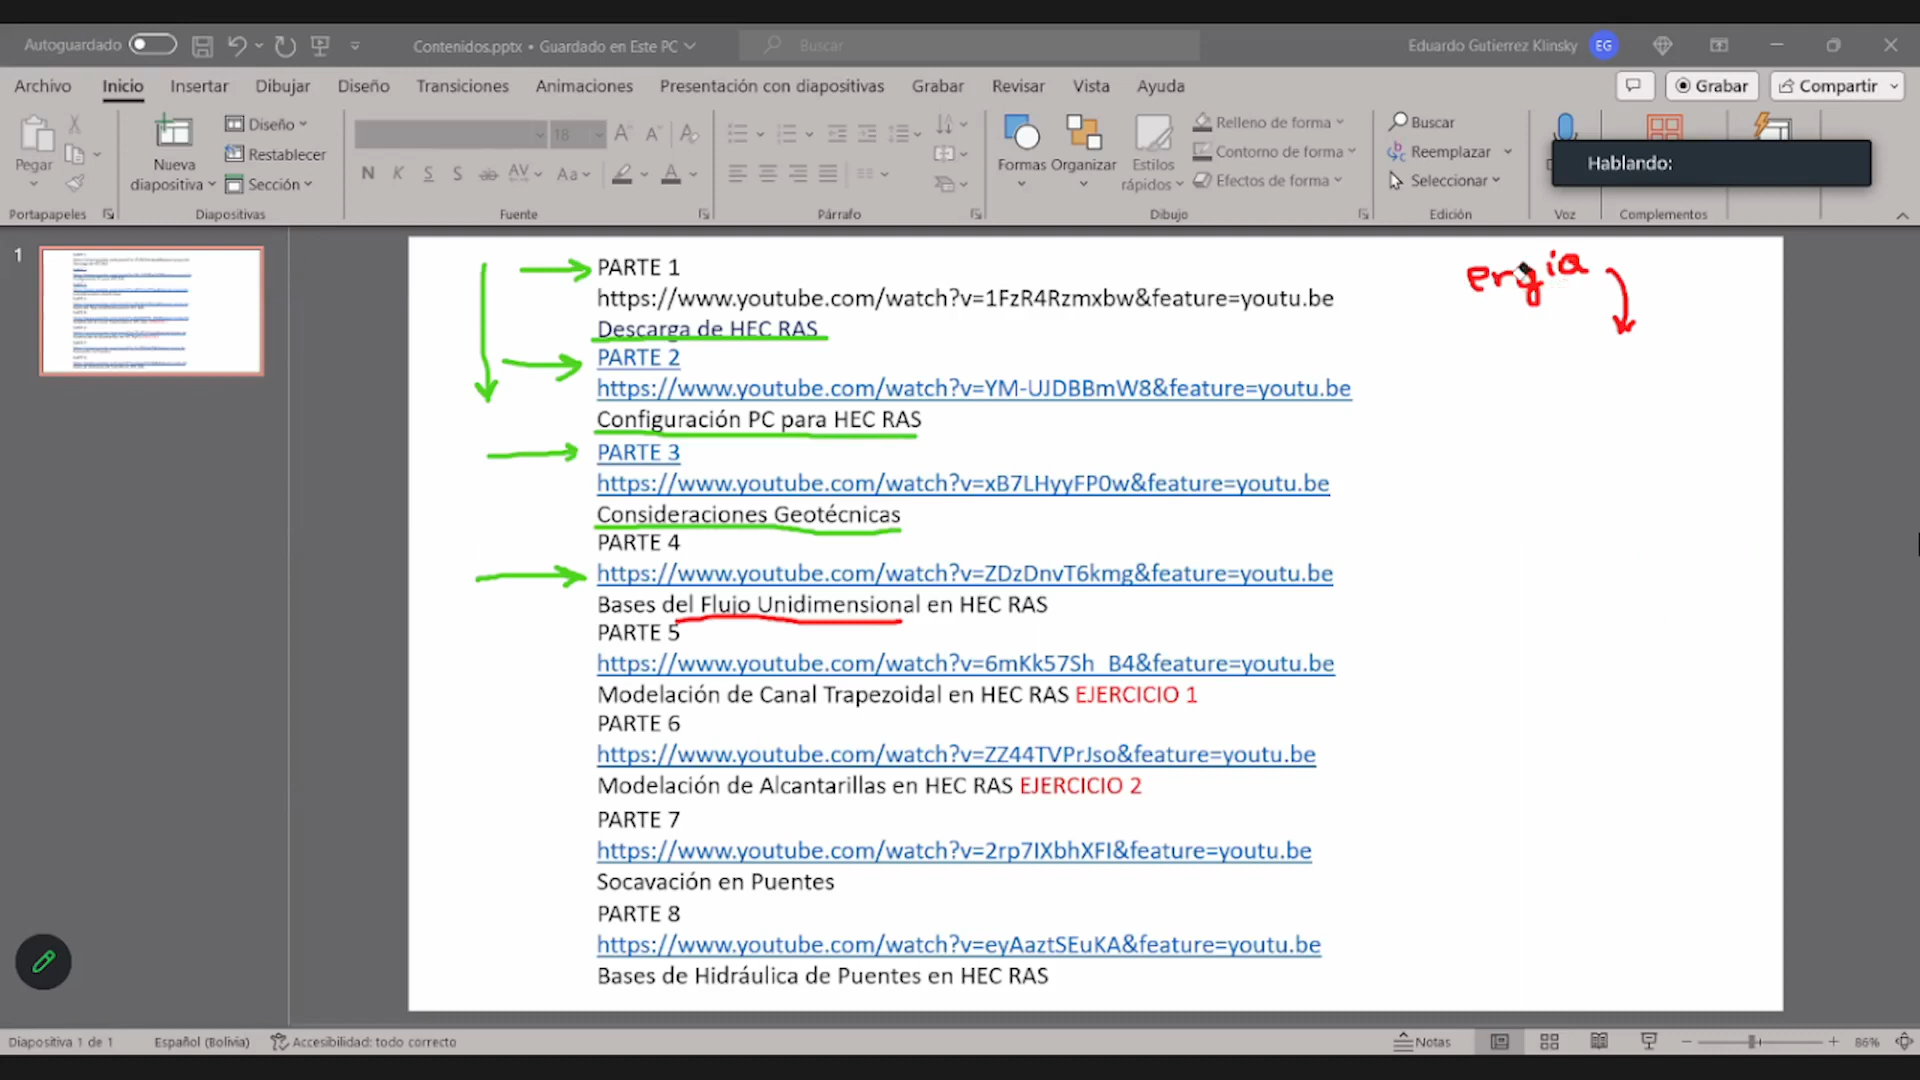 Autoguardado
Contenidos.pptx • Guardado en Este PC
Buscar
Eduardo Gutierrez Klinsky EG
Archivo Inicio Insertar Dibujar Diseño Transiciones Animaciones Presentación con diapositivas Grabar Revisar Vista Ayuda
Grabar Compartir
Pegar
Nueva diapositiva
Diseño
Restablecer
Sección
18
N K S S ab AV Aa A
Formas Organizar Estilos rápidos
Relleno de forma
Contorno de forma
Efectos de forma
Buscar
Reemplazar
Seleccionar
Hablando:
Portapapeles Diapositivas Fuente Párrafo Dibujo Edición Voz Complementos
1
PARTE 1
https://www.youtube.com/watch?v=1FzR4Rzmxbw&feature=youtu.be
Descarga de HEC RAS
PARTE 2
https://www.youtube.com/watch?v=YM-UJDBBmW8&feature=youtu.be
Configuración PC para HEC RAS
PARTE 3
https://www.youtube.com/watch?v=xB7LHyyFP0w&feature=youtu.be
Consideraciones Geotécnicas
PARTE 4
https://www.youtube.com/watch?v=ZDzDnvT6kmg&feature=youtu.be
Bases del Flujo Unidimensional en HEC RAS
PARTE 5
https://www.youtube.com/watch?v=6mKk57Sh_B4&feature=youtu.be
Modelación de Canal Trapezoidal en HEC RAS EJERCICIO 1
PARTE 6
https://www.youtube.com/watch?v=ZZ44TVPrJso&feature=youtu.be
Modelación de Alcantarillas en HEC RAS EJERCICIO 2
PARTE 7
https://www.youtube.com/watch?v=2rp7IXbhXFI&feature=youtu.be
Socavación en Puentes
PARTE 8
https://www.youtube.com/watch?v=eyAaztSEuKA&feature=youtu.be
Bases de Hidráulica de Puentes en HEC RAS
Diapositiva 1 de 1 Español (Bolivia) Accesibilidad: todo correcto
Notas 86%